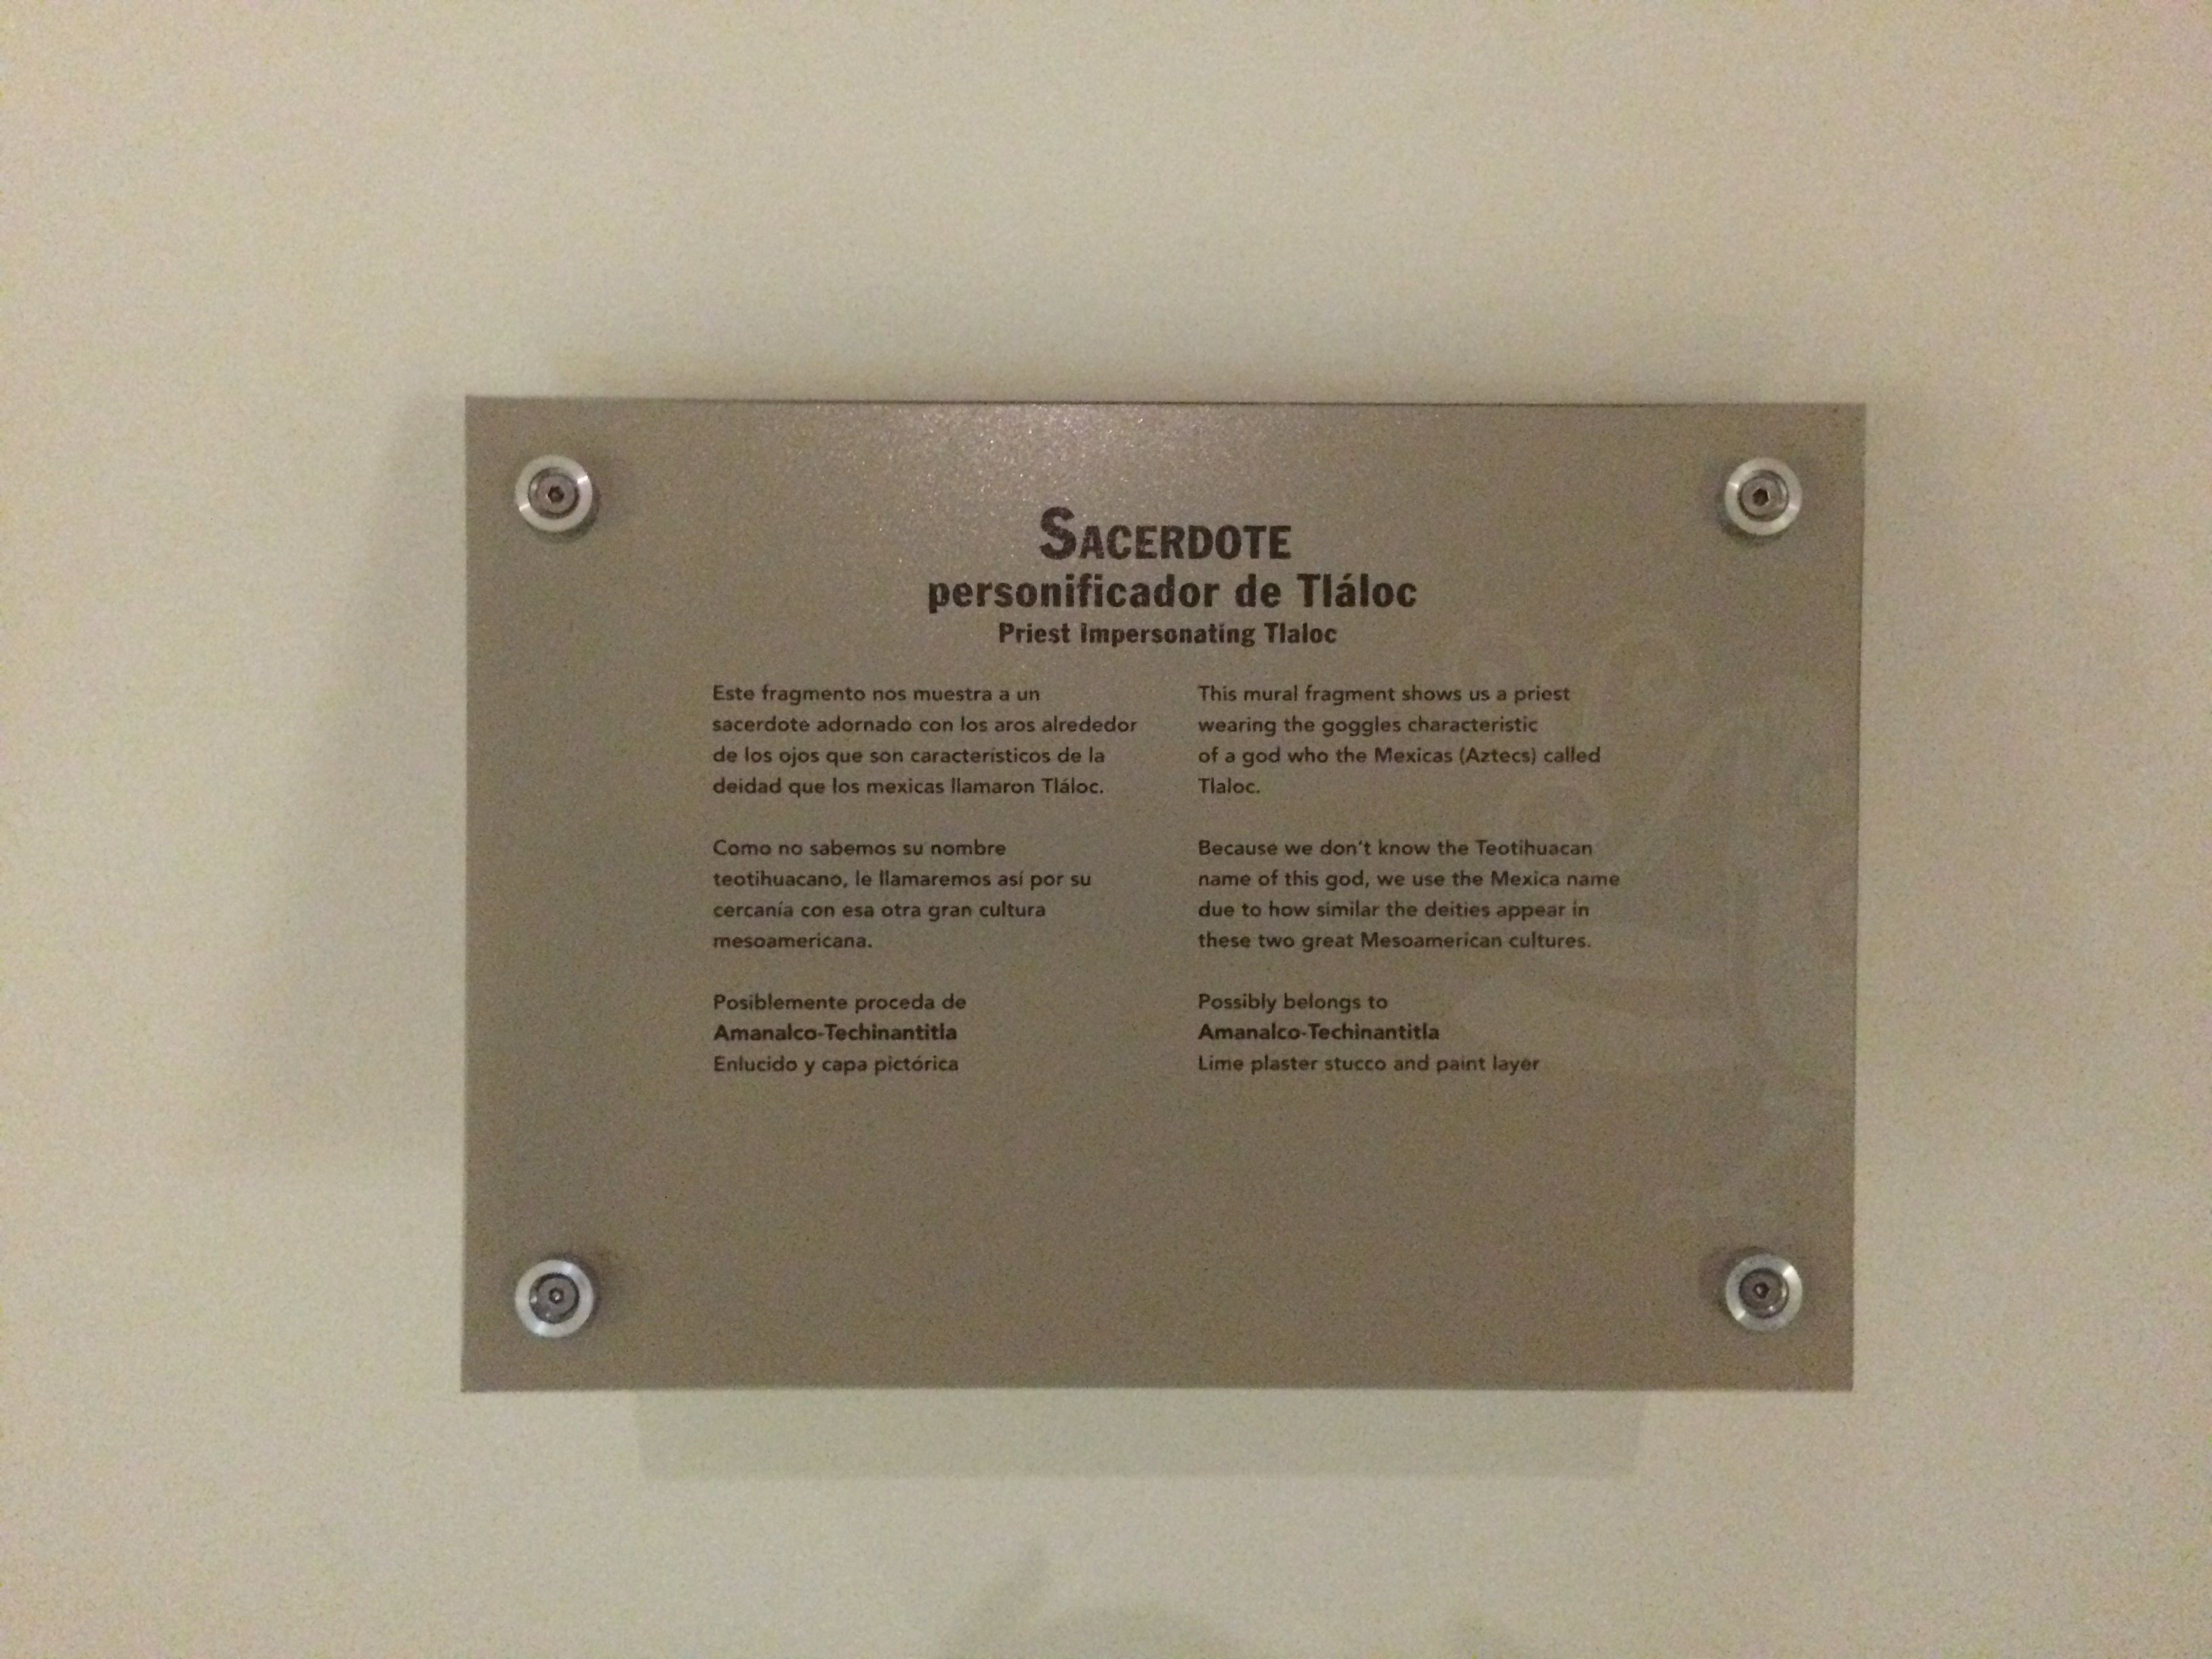 SACERDOTE
personificador de Tláloc
Priest Impersonating Tlaloc
Este fragmento nos muestra a un
sacerdote adornado con los aros alrededor
de los ojos que son característicos de la
deidad que los mexicas llamaron Tláloc.
Como no sabemos su nombre
teotihuacano, le llamaremos así por su
cercanía con esa otra gran cultura
mesoamericana.
Posiblemente proceda de
Amanalco-Techinantitla
Enlucido y capa pictórica
This mural fragment shows us a priest
wearing the goggles characteristic
of a god who the Mexicas (Aztecs) called
Tlaloc.
Because we don't know the Teotihuacan
name of this god, we use the Mexica name
due to how similar the deities appear in
these two great Mesoamerican cultures.
Possibly belongs to
Amanalco-Techinantitla
Lime plaster stucco and paint layer